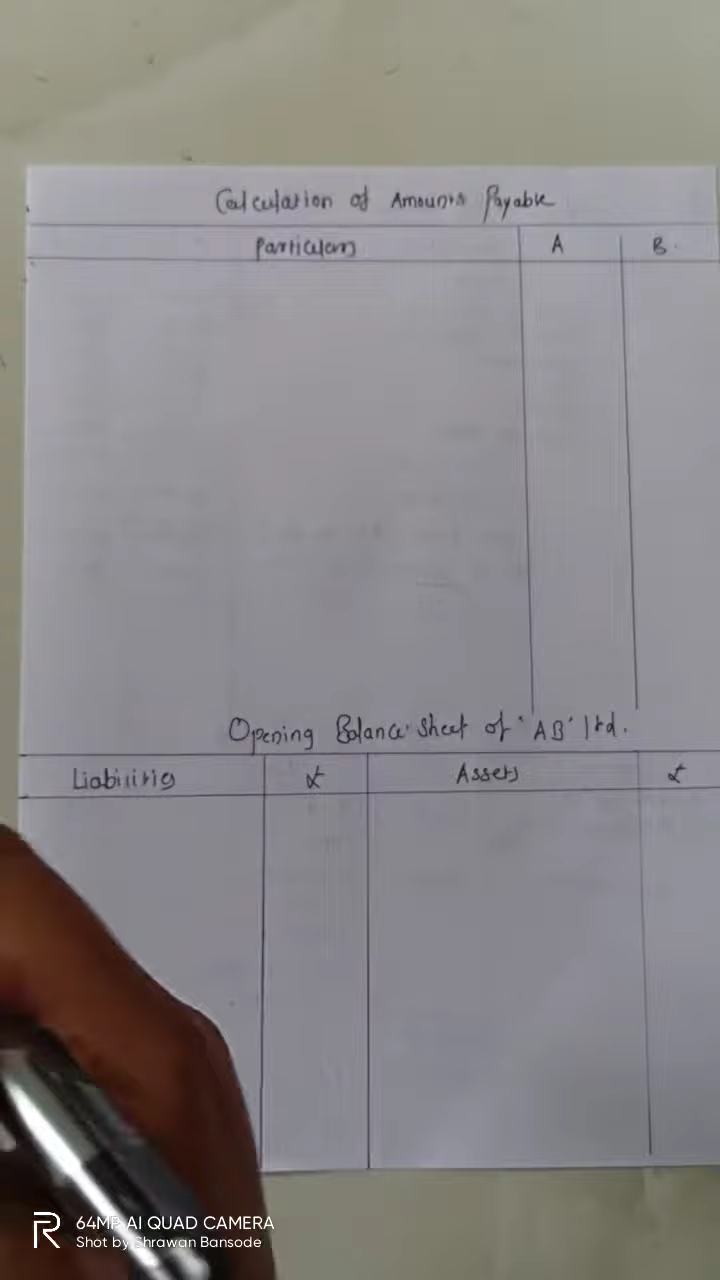 Calculation of Amounts Payable
Particulars A B.
Opening Balance Sheet of 'AB' ltd.
Liabilities ₤ Assets ₤
R 64MP AI QUAD CAMERA
Shot by Shrawan Bansode